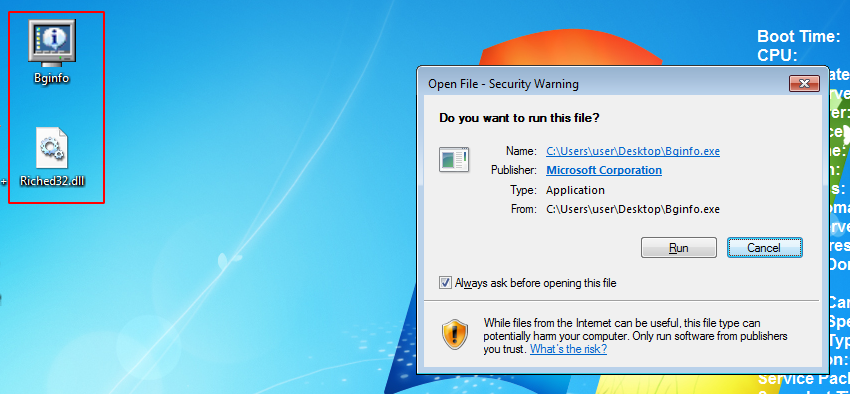 Bginfo
Riched32.dll
Open File - Security Warning
Do you want to run this file?
Name: C:\Users\user\Desktop\Bginfo.exe
Publisher: Microsoft Corporation
Type: Application
From: C:\Users\user\Desktop\Bginfo.exe
Run Cancel
Always ask before opening this file
While files from the Internet can be useful, this file type can
potentially harm your computer. Only run software from publishers
you trust. What's the risk?
Boot Time:
CPU:
Service Pack